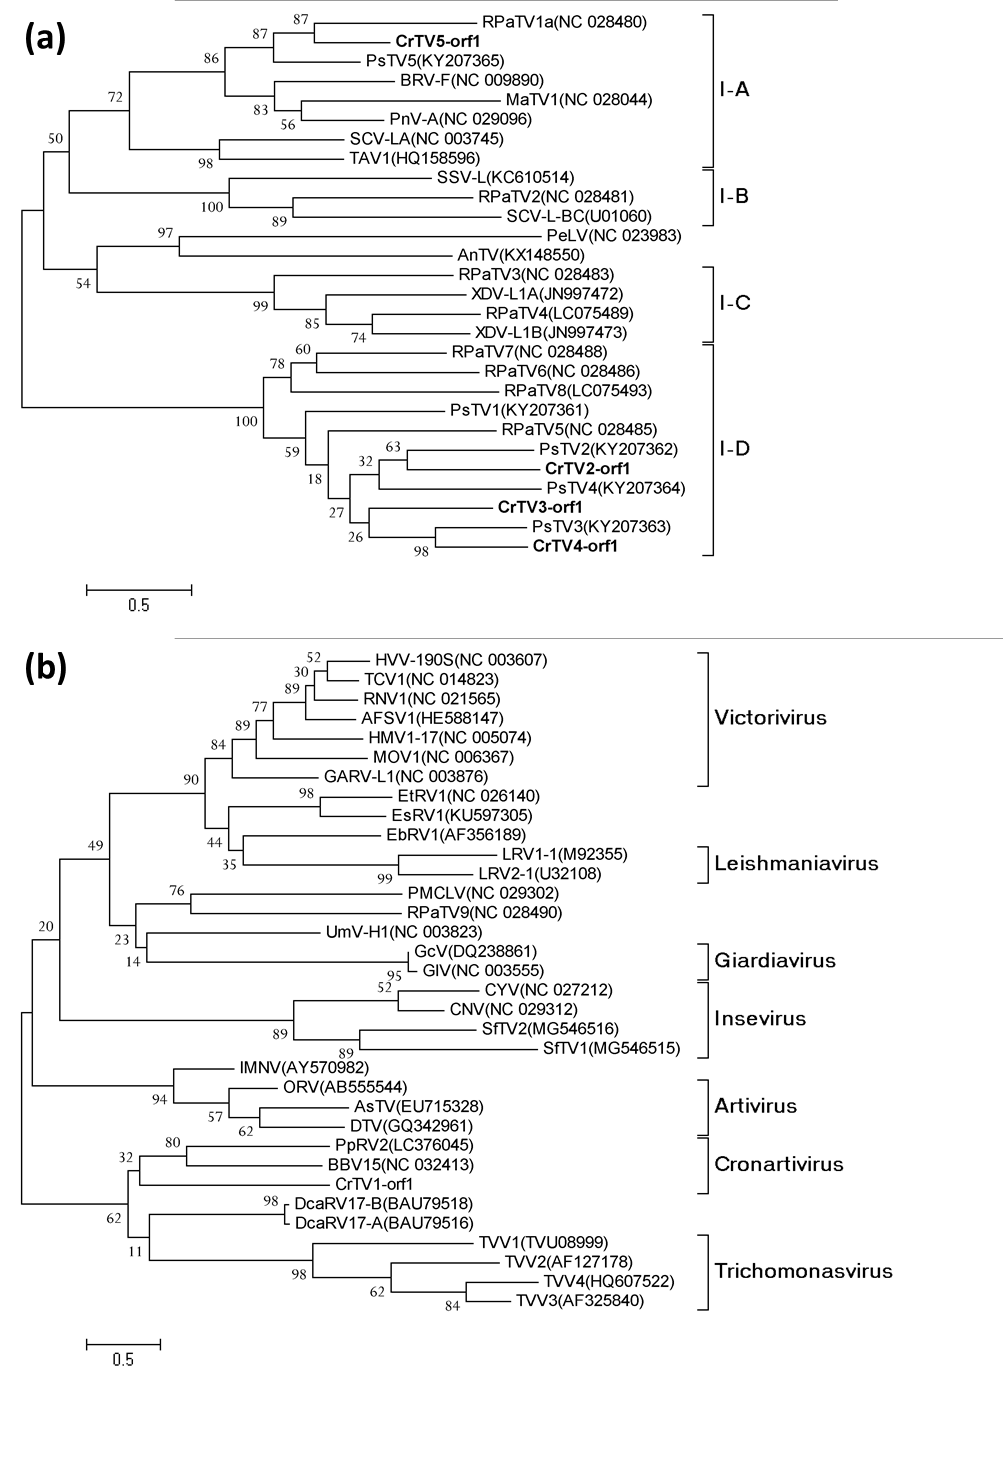 (a)
87
RPaTV1a(NC 028480)
87
CrTV5-orf1
86
PsTV5(KY207365)
BRV-F(NC 009890)
I-A
72
83
MaTV1(NC 028044)
56
PnV-A(NC 029096)
50
SCV-LA(NC 003745)
98
TAV1(HQ158596)
SSV-L(KC610514)
I-B
100
RPaTV2(NC 028481)
89
SCV-L-BC(U01060)
97
PeLV(NC 023983)
AnTV(KX148550)
54
RPaTV3(NC 028483)
99
XDV-L1A(JN997472)
I-C
85
RPaTV4(LC075489)
74
XDV-L1B(JN997473)
60
RPaTV7(NC 028488)
78
RPaTV6(NC 028486)
RPaTV8(LC075493)
100
PsTV1(KY207361)
59
RPaTV5(NC 028485)
I-D
63
PsTV2(KY207362)
32
CrTV2-orf1
18
PsTV4(KY207364)
27
CrTV3-orf1
26
PsTV3(KY207363)
98
CrTV4-orf1
0.5
(b)
52
HVV-190S(NC 003607)
30
TCV1(NC 014823)
89
RNV1(NC 021565)
77
AFSV1(HE588147)
Victorivirus
89
HMV1-17(NC 005074)
84
MOV1(NC 006367)
90
GARV-L1(NC 003876)
98
EtRV1(NC 026140)
EsRV1(KU597305)
44
EbRV1(AF356189)
49
35
LRV1-1(M92355)
Leishmaniavirus
99
LRV2-1(U32108)
76
PMCLV(NC 029302)
RPaTV9(NC 028490)
20
23
UmV-H1(NC 003823)
14
GcV(DQ238861)
Giardiavirus
95
GIV(NC 003555)
52
CYV(NC 027212)
CNV(NC 029312)
Insevirus
89
SfTV2(MG546516)
89
SfTV1(MG546515)
IMNV(AY570982)
94
ORV(AB555544)
57
AsTV(EU715328)
Artivirus
62
DTV(GQ342961)
80
PpRV2(LC376045)
32
BBV15(NC 032413)
Cronartivirus
CrTV1-orf1
62
98
DcaRV17-B(BAU79518)
DcaRV17-A(BAU79516)
11
TVV1(TVU08999)
98
TVV2(AF127178)
Trichomonasvirus
62
TVV4(HQ607522)
84
TVV3(AF325840)
0.5